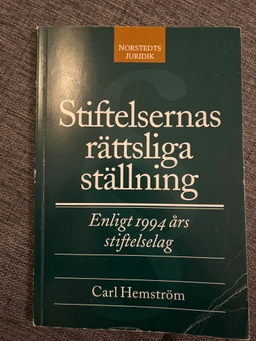 NORSTEDTS
JURIDIK
Stiftelsernas
rättsliga
ställning
Enligt 1994 års
stiftelselag
Carl Hemström